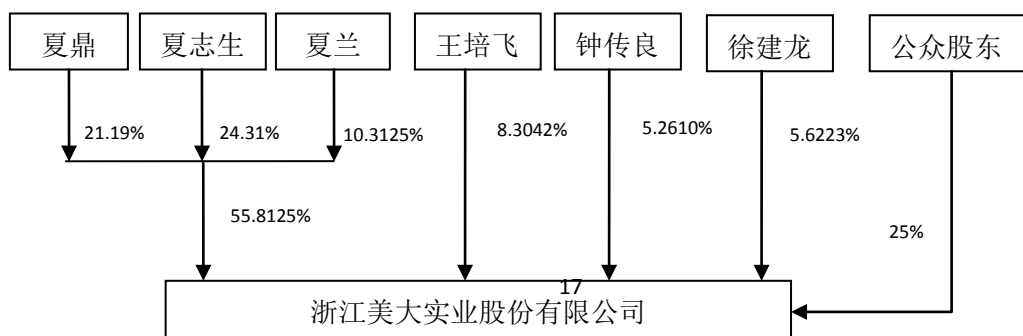 夏鼎 夏志生 夏兰 王培飞 钟传良 徐建龙 公众股东
21.19% 24.31% 10.3125% 8.3042% 5.2610% 5.6223%
55.8125% 25%
17
浙江美大实业股份有限公司